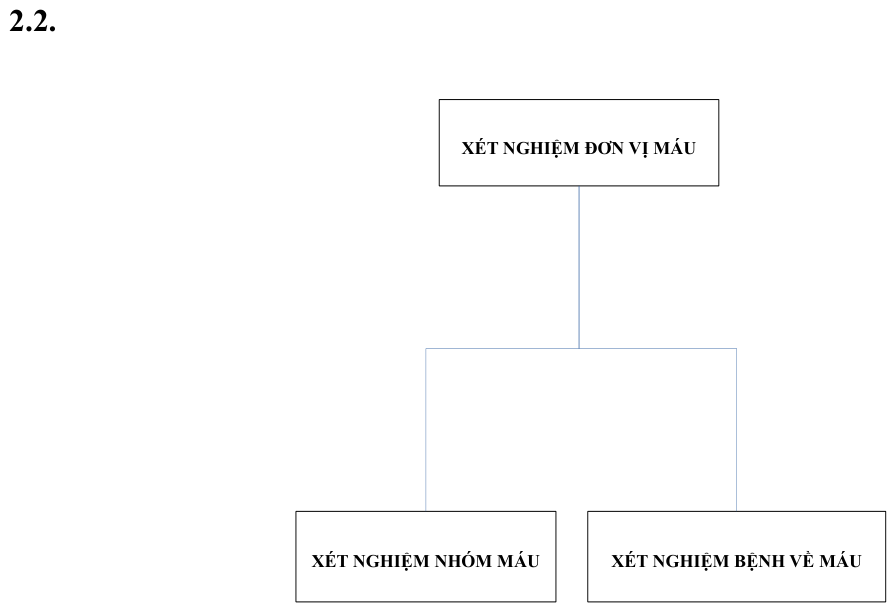 2.2.
XÉT NGHIỆM ĐƠN VỊ MÁU
XÉT NGHIỆM NHÓM MÁU
XÉT NGHIỆM BỆNH VỀ MÁU